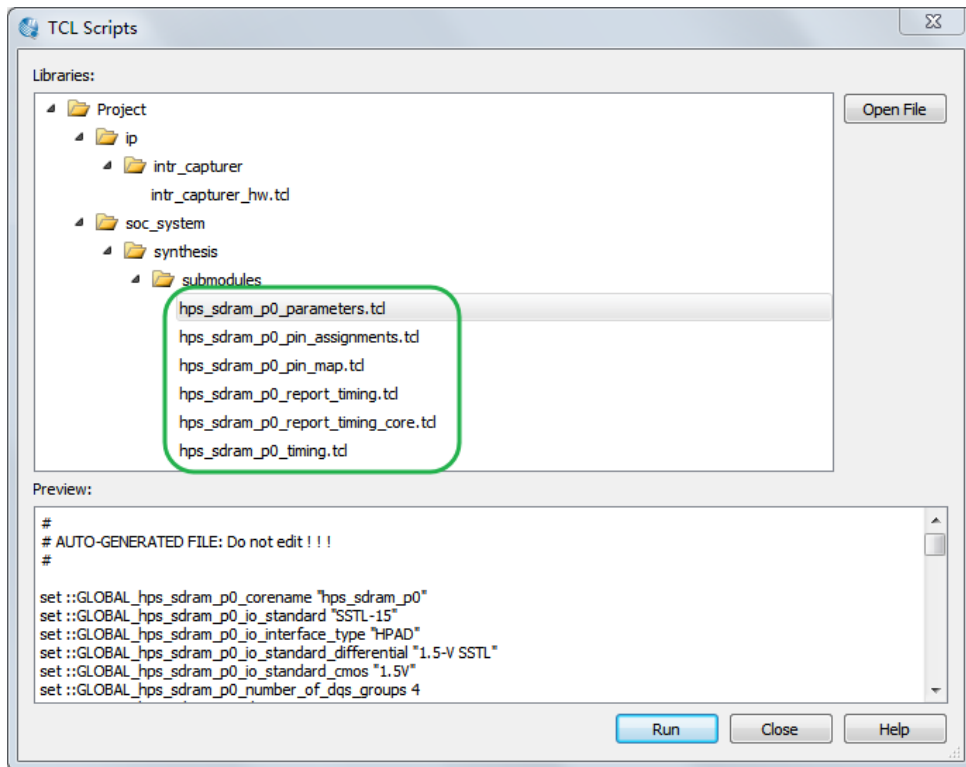 TCL Scripts
Libraries:
Project
Open File
ip
intr_capturer
intr_capturer_hw.tcl
soc_system
synthesis
submodules
hps_sdram_p0_parameters.tcl
hps_sdram_p0_pin_assignments.tcl
hps_sdram_p0_pin_map.tcl
hps_sdram_p0_report_timing.tcl
hps_sdram_p0_report_timing_core.tcl
hps_sdram_p0_timing.tcl
Preview:
#
# AUTO-GENERATED FILE: Do not edit ! ! !
#
set ::GLOBAL_hps_sdram_p0_corename "hps_sdram_p0"
set ::GLOBAL_hps_sdram_p0_io_standard "SSTL-15"
set ::GLOBAL_hps_sdram_p0_io_interface_type "HPAD"
set ::GLOBAL_hps_sdram_p0_io_standard_differential "1.5-V SSTL"
set ::GLOBAL_hps_sdram_p0_io_standard_cmos "1.5V"
set ::GLOBAL_hps_sdram_p0_number_of_dqs_groups 4
Run Close Help